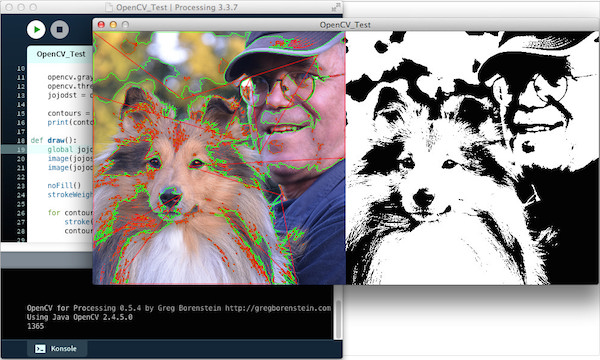 OpenCV_Test | Processing 3.3.7
OpenCV_Test
OpenCV_Test
10
11 opencv.gray
12 opencv.thre
13 jojodst =
14
15 contours =
16 print(conto
17
18 def draw():
19 global jojo
20 image(jojos
21 image(jojos
22
23 noFill()
24 strokeWeigh
25
26 for contour
27 stroke(
28 contour
29
OpenCV for Processing 0.5.4 by Greg Borenstein http://gregborenstein.com
Using Java OpenCV 2.4.5.0
1365
Konsole